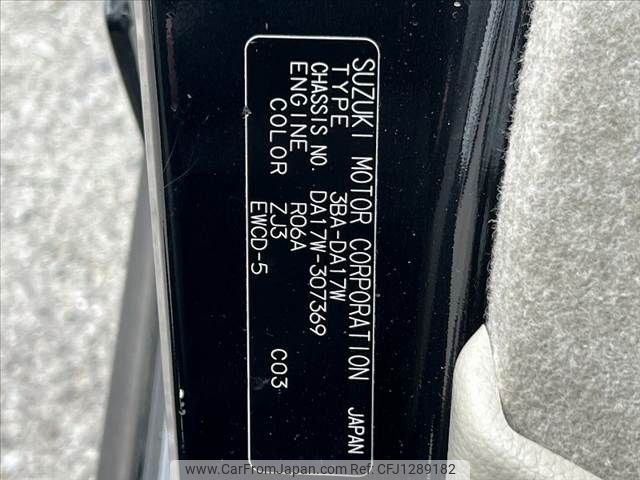 SUZUKI MOTOR CORPORATION JAPAN
TYPE 3BA-DA17W
CHASSIS NO. DA17W-307369
ENGINE R06A
COLOR ZJ3 C03
EWCD-5
www.CarFromJapan.com | Ref No: CFJ1289182